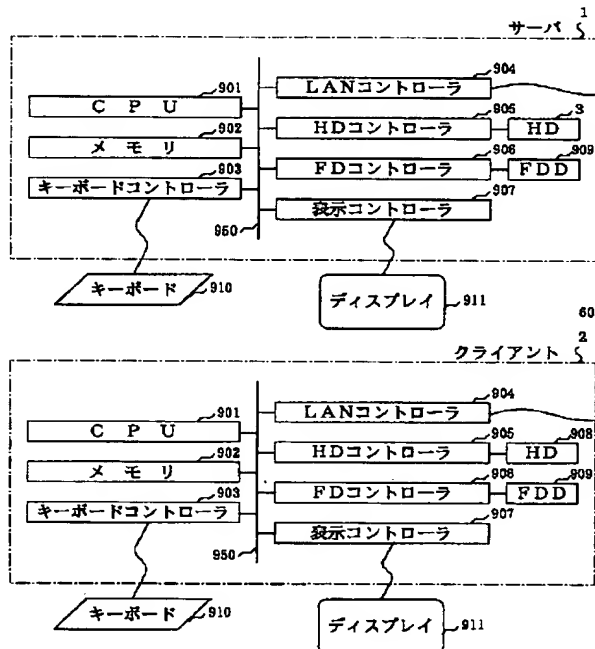 1
サーバ
901
CPU
902
メモリ
903
キーボードコントローラ
904
LANコントローラ
905
HDコントローラ
3
HD
906
FDコントローラ
909
FDD
907
表示コントローラ
950
キーボード
910
ディスプレイ
911
60
2
クライアント
901
CPU
902
メモリ
903
キーボードコントローラ
904
LANコントローラ
905
HDコントローラ
908
HD
906
FDコントローラ
909
FDD
907
表示コントローラ
950
キーボード
910
ディスプレイ
911